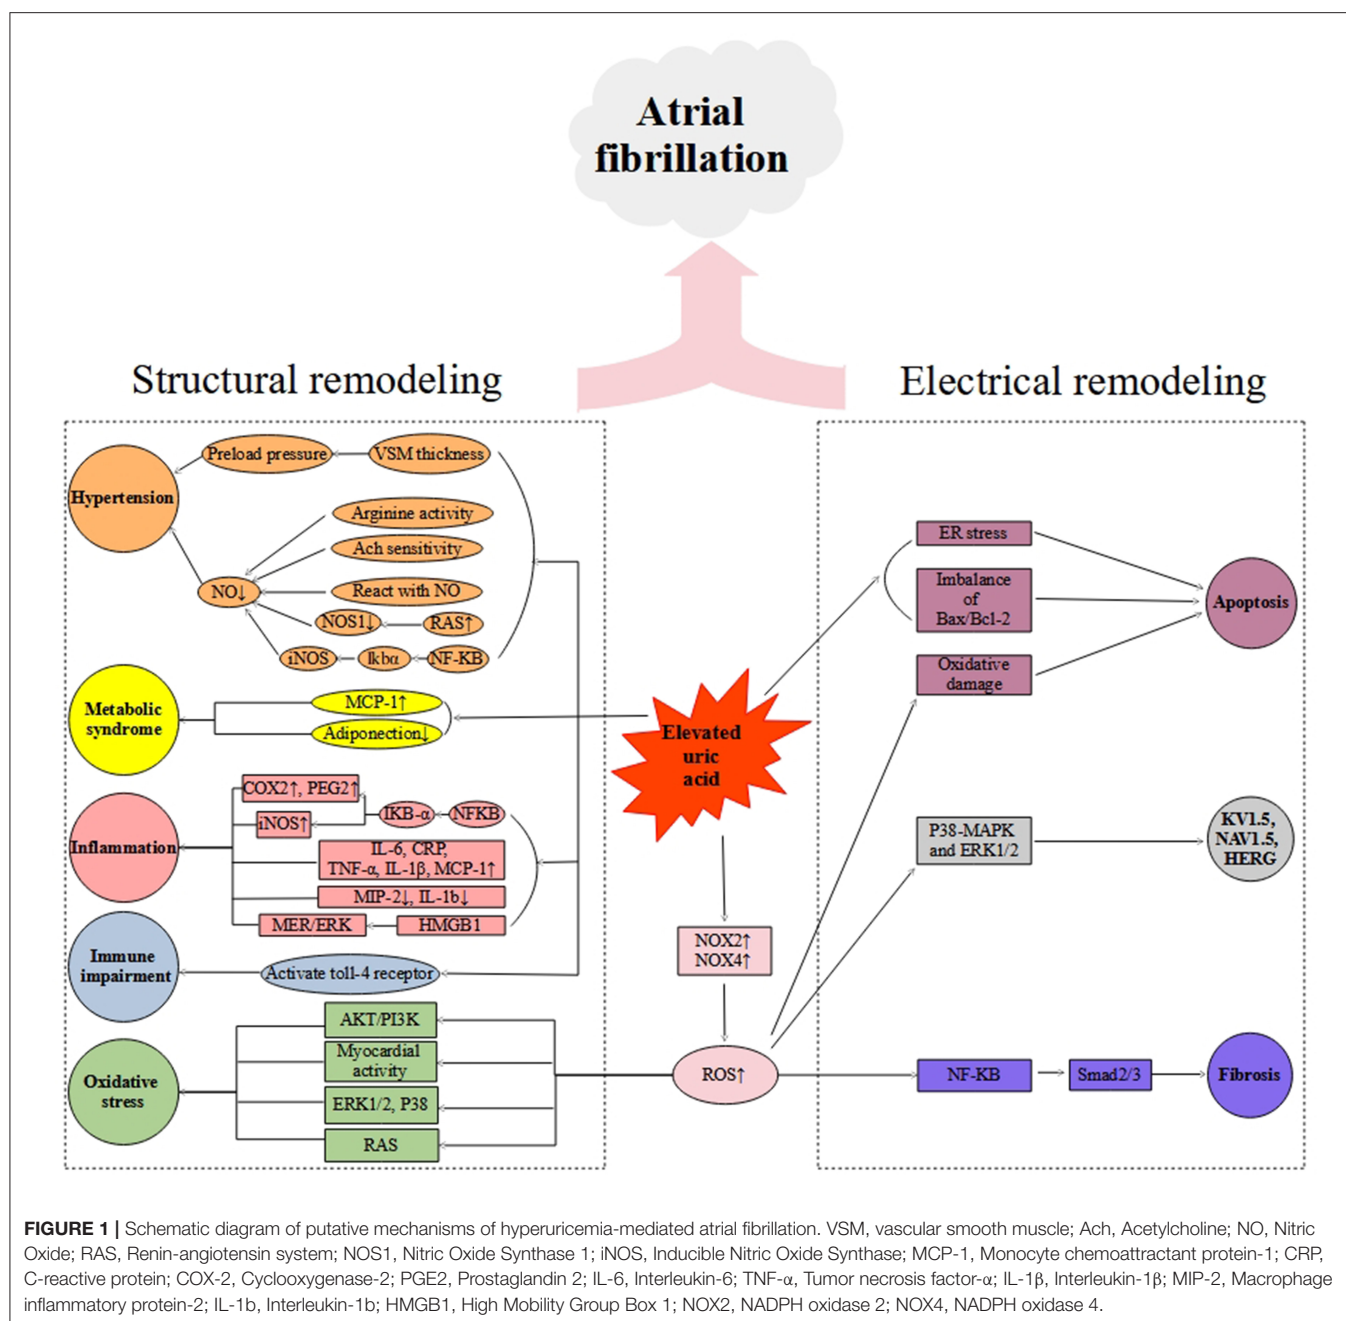 Atrial
fibrillation
Structural remodeling
Electrical remodeling
Hypertension
Preload pressure
VSM thickness
Arginine activity
Ach sensitivity
NO↓
React with NO
NOS1↓
RAS↑
iNOS
Ikbα
NF-KB
Metabolic
syndrome
MCP-1↑
Adiponection↓
Inflammation
COX2↑, PEG2↑
iNOS↑
IKB-α
NFKB
IL-6, CRP,
TNF-α, IL-1β, MCP-1↑
MIP-2↓, IL-1b↓
MER/ERK
HMGB1
Immune
impairment
Activate toll-4 receptor
Oxidative
stress
AKT/PI3K
Myocardial
activity
ERK1/2, P38
RAS
Elevated
uric
acid
NOX2↑
NOX4↑
ROS↑
ER stress
Imbalance
of
Bax/Bcl-2
Oxidative
damage
Apoptosis
P38-MAPK
and ERK1/2
KV1.5,
NAV1.5,
HERG
NF-KB
Smad2/3
Fibrosis
FIGURE 1 | Schematic diagram of putative mechanisms of hyperuricemia-mediated atrial fibrillation. VSM, vascular smooth muscle; Ach, Acetylcholine; NO, Nitric
Oxide; RAS, Renin-angiotensin system; NOS1, Nitric Oxide Synthase 1; iNOS, Inducible Nitric Oxide Synthase; MCP-1, Monocyte chemoattractant protein-1; CRP,
C-reactive protein; COX-2, Cyclooxygenase-2; PGE2, Prostaglandin 2; IL-6, Interleukin-6; TNF-α, Tumor necrosis factor-α; IL-1β, Interleukin-1β; MIP-2, Macrophage
inflammatory protein-2; IL-1b, Interleukin-1b; HMGB1, High Mobility Group Box 1; NOX2, NADPH oxidase 2; NOX4, NADPH oxidase 4.